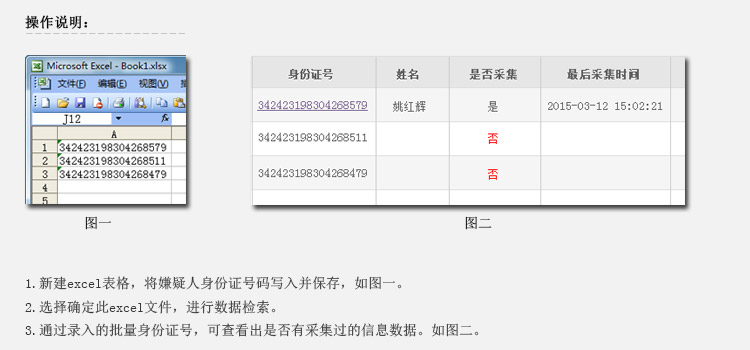 操作说明：
Microsoft Excel - Book1.xlsx
文件(F) 编辑(E) 视图(V)
J12 fx
A
1 342423198304268579
2 342423198304268511
3 342423198304268479
4
5
图一
身份证号 姓名 是否采集 最后采集时间
342423198304268579 姚红辉 是 2015-03-12 15:02:21
342423198304268511 否
342423198304268479 否
图二
1.新建excel表格，将嫌疑人身份证号码写入并保存，如图一。
2.选择确定此excel文件，进行数据检索。
3.通过录入的批量身份证号，可查看出是否有采集过的信息数据。如图二。